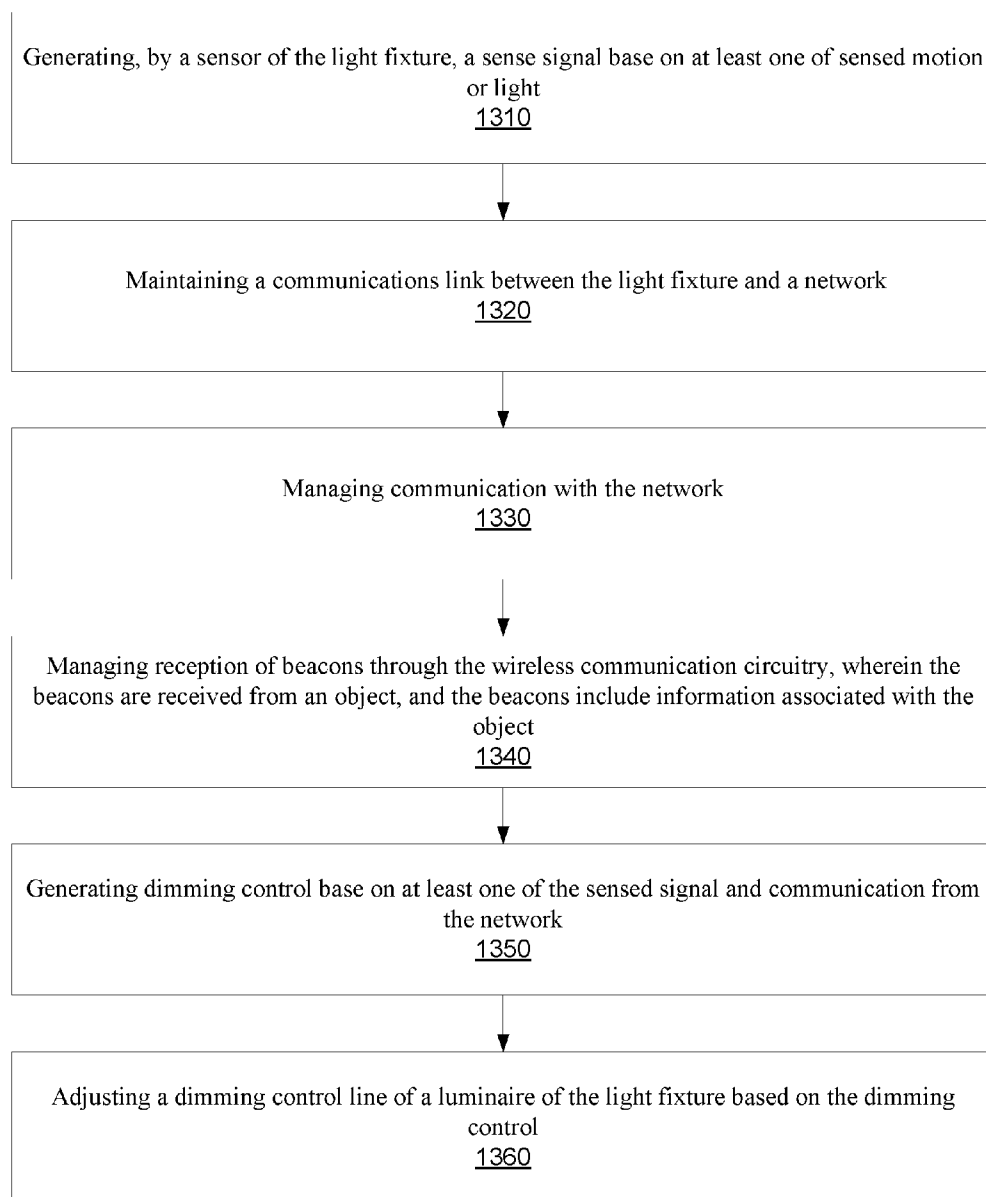 Generating, by a sensor of the light fixture, a sense signal base on at least one of sensed motion
or light
1310
Maintaining a communications link between the light fixture and a network
1320
Managing communication with the network
1330
Managing reception of beacons through the wireless communication circuitry, wherein the
beacons are received from an object, and the beacons include information associated with the
object
1340
Generating dimming control base on at least one of the sensed signal and communication from
the network
1350
Adjusting a dimming control line of a luminaire of the light fixture based on the dimming
control
1360